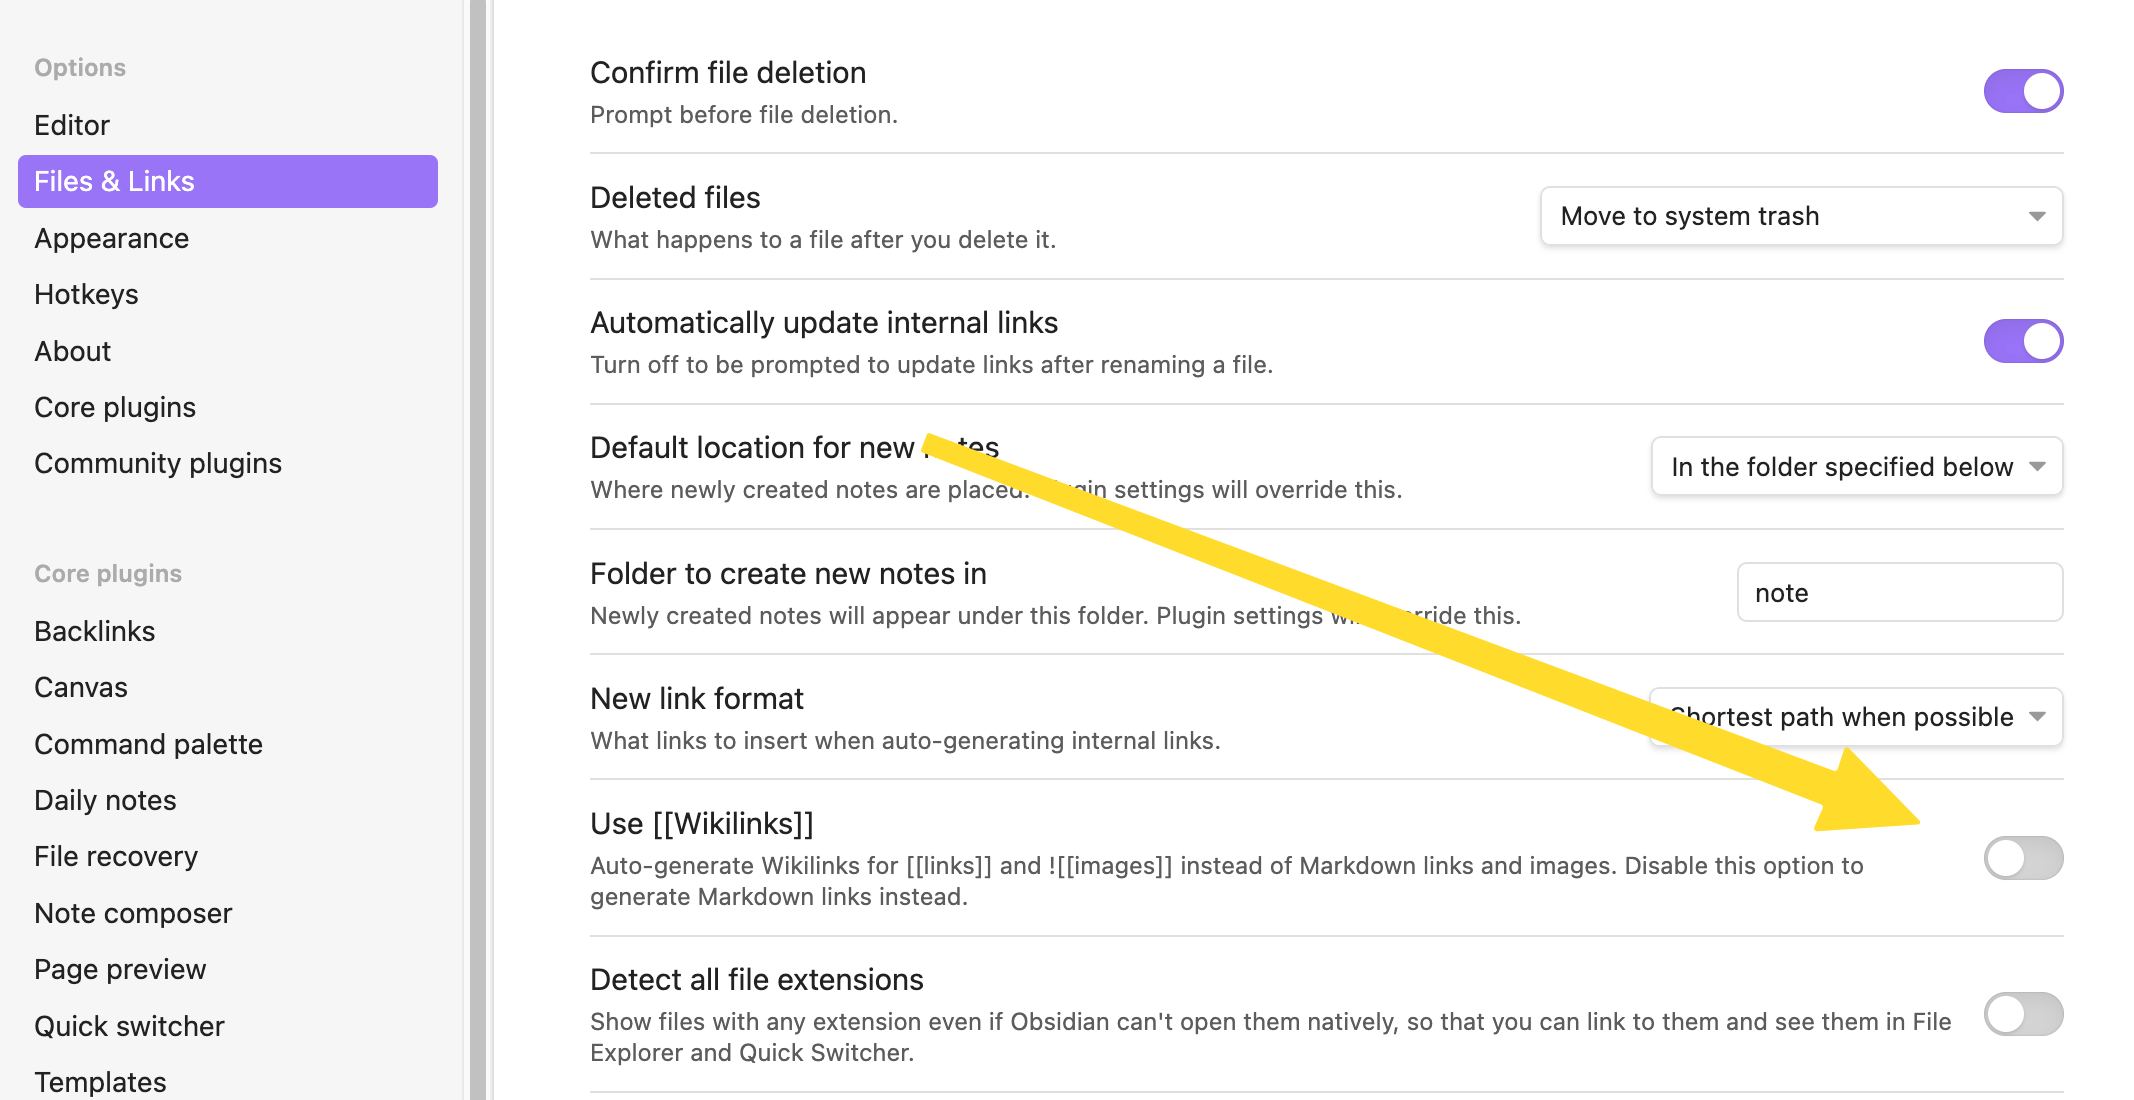 Options
Editor
Files & Links
Appearance
Hotkeys
About
Core plugins
Community plugins
Core plugins
Backlinks
Canvas
Command palette
Daily notes
File recovery
Note composer
Page preview
Quick switcher
Templates
Confirm file deletion
Prompt before file deletion.
Deleted files
What happens to a file after you delete it.
Move to system trash
Automatically update internal links
Turn off to be prompted to update links after renaming a file.
Default location for new notes
Where newly created notes are placed. Plugin settings will override this.
In the folder specified below
Folder to create new notes in
Newly created notes will appear under this folder. Plugin settings will override this.
note
New link format
What links to insert when auto-generating internal links.
Shortest path when possible
Use [[Wikilinks]]
Auto-generate Wikilinks for [[links]] and ![[images]] instead of Markdown links and images. Disable this option to
generate Markdown links instead.
Detect all file extensions
Show files with any extension even if Obsidian can't open them natively, so that you can link to them and see them in File
Explorer and Quick Switcher.